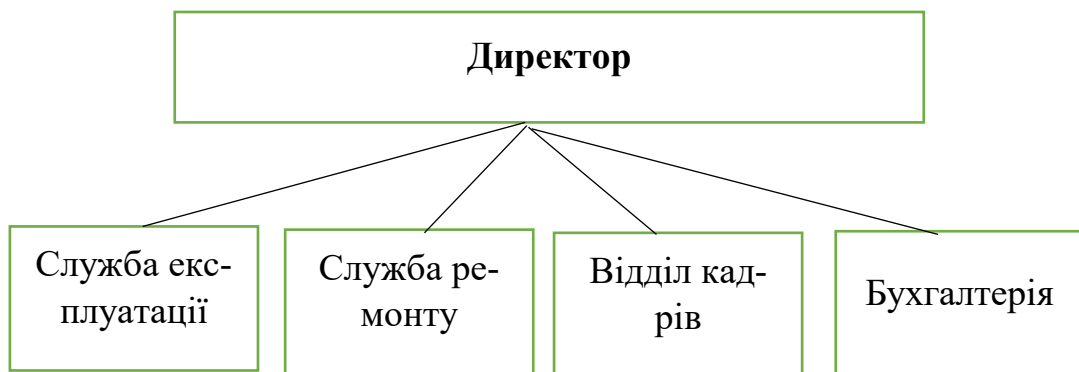 Директор
Служба екс-
плуатації
Служба ре-
монту
Відділ кад-
рів
Бухгалтерія